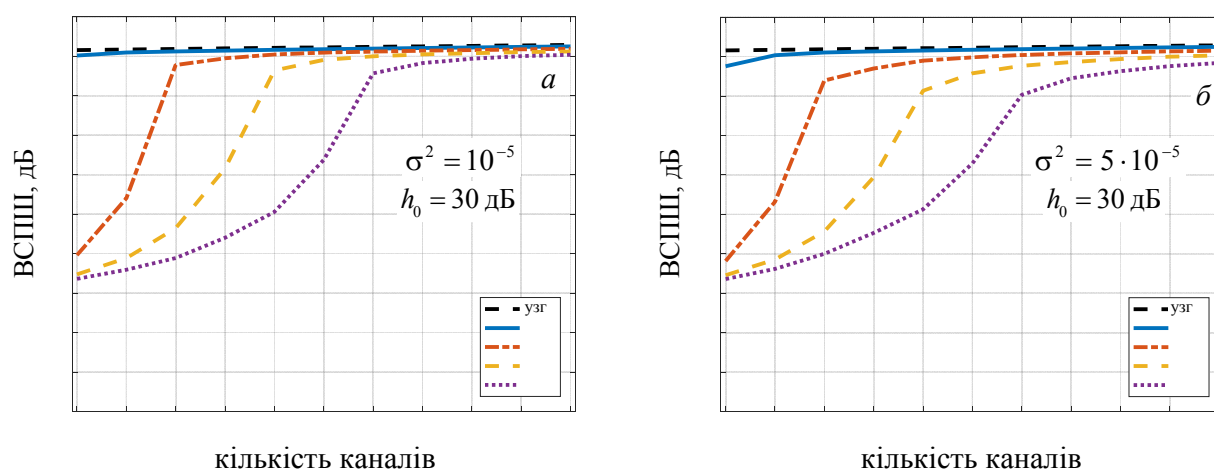 ВСПШ, дБ
а
σ² = 10⁻⁵
h₀ = 30 дБ
узг
кількість каналів
ВСПШ, дБ
б
σ² = 5 · 10⁻⁵
h₀ = 30 дБ
узг
кількість каналів